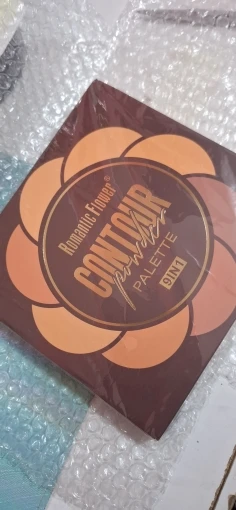 Romantic Flower®
CONTOUR
powder
PALETTE
9IN1